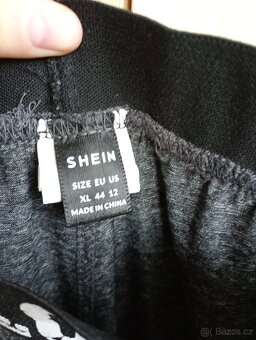 SHEIN
SIZE EU US
XL 44 12
MADE IN CHINA
© Bazos.cz